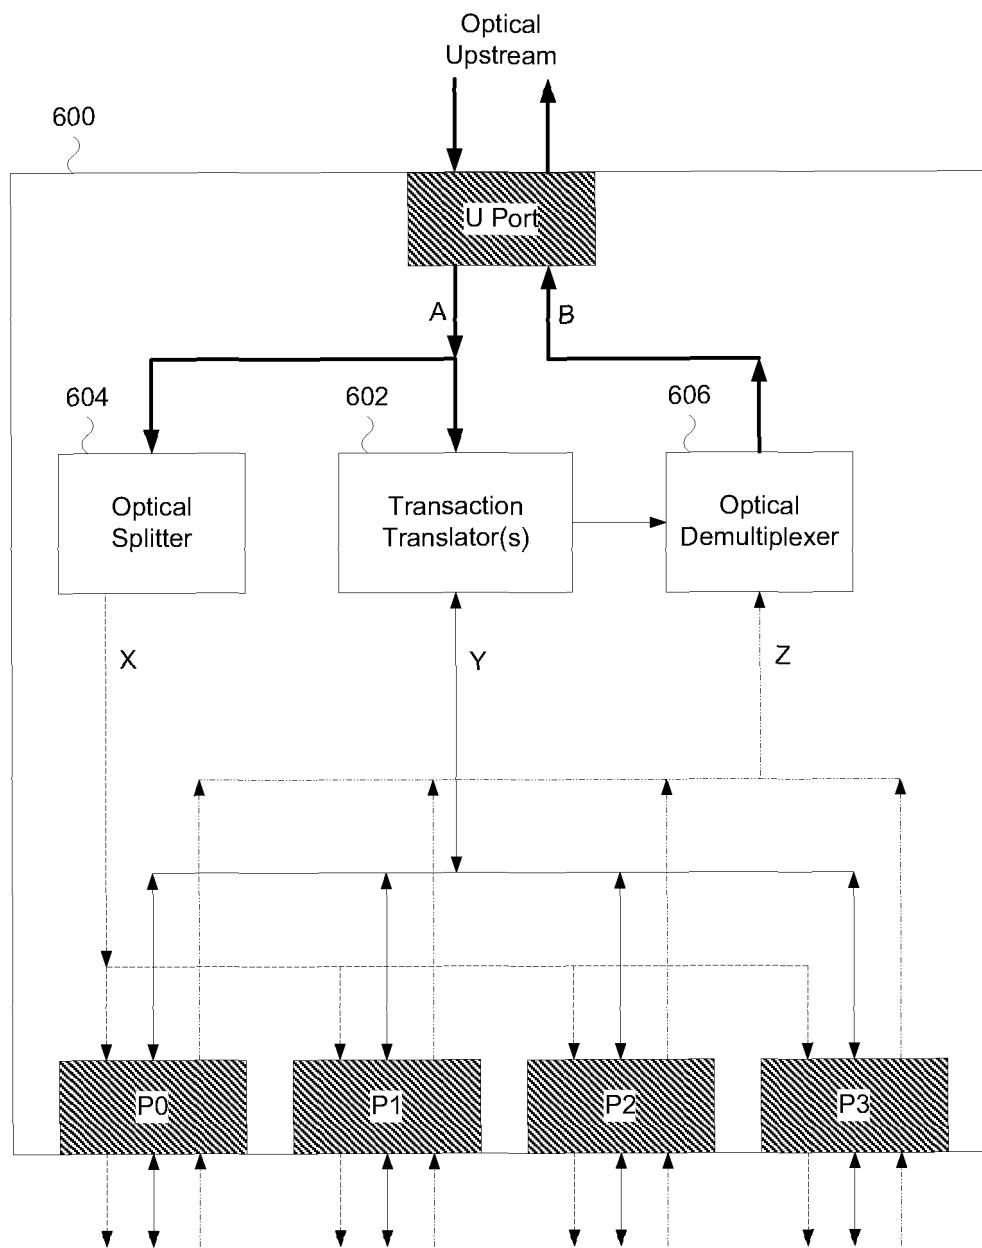 Optical
Upstream
600
U Port
A
B
604
602
606
Optical
Splitter
Transaction
Translator(s)
Optical
Demultiplexer
X
Y
Z
P0
P1
P2
P3